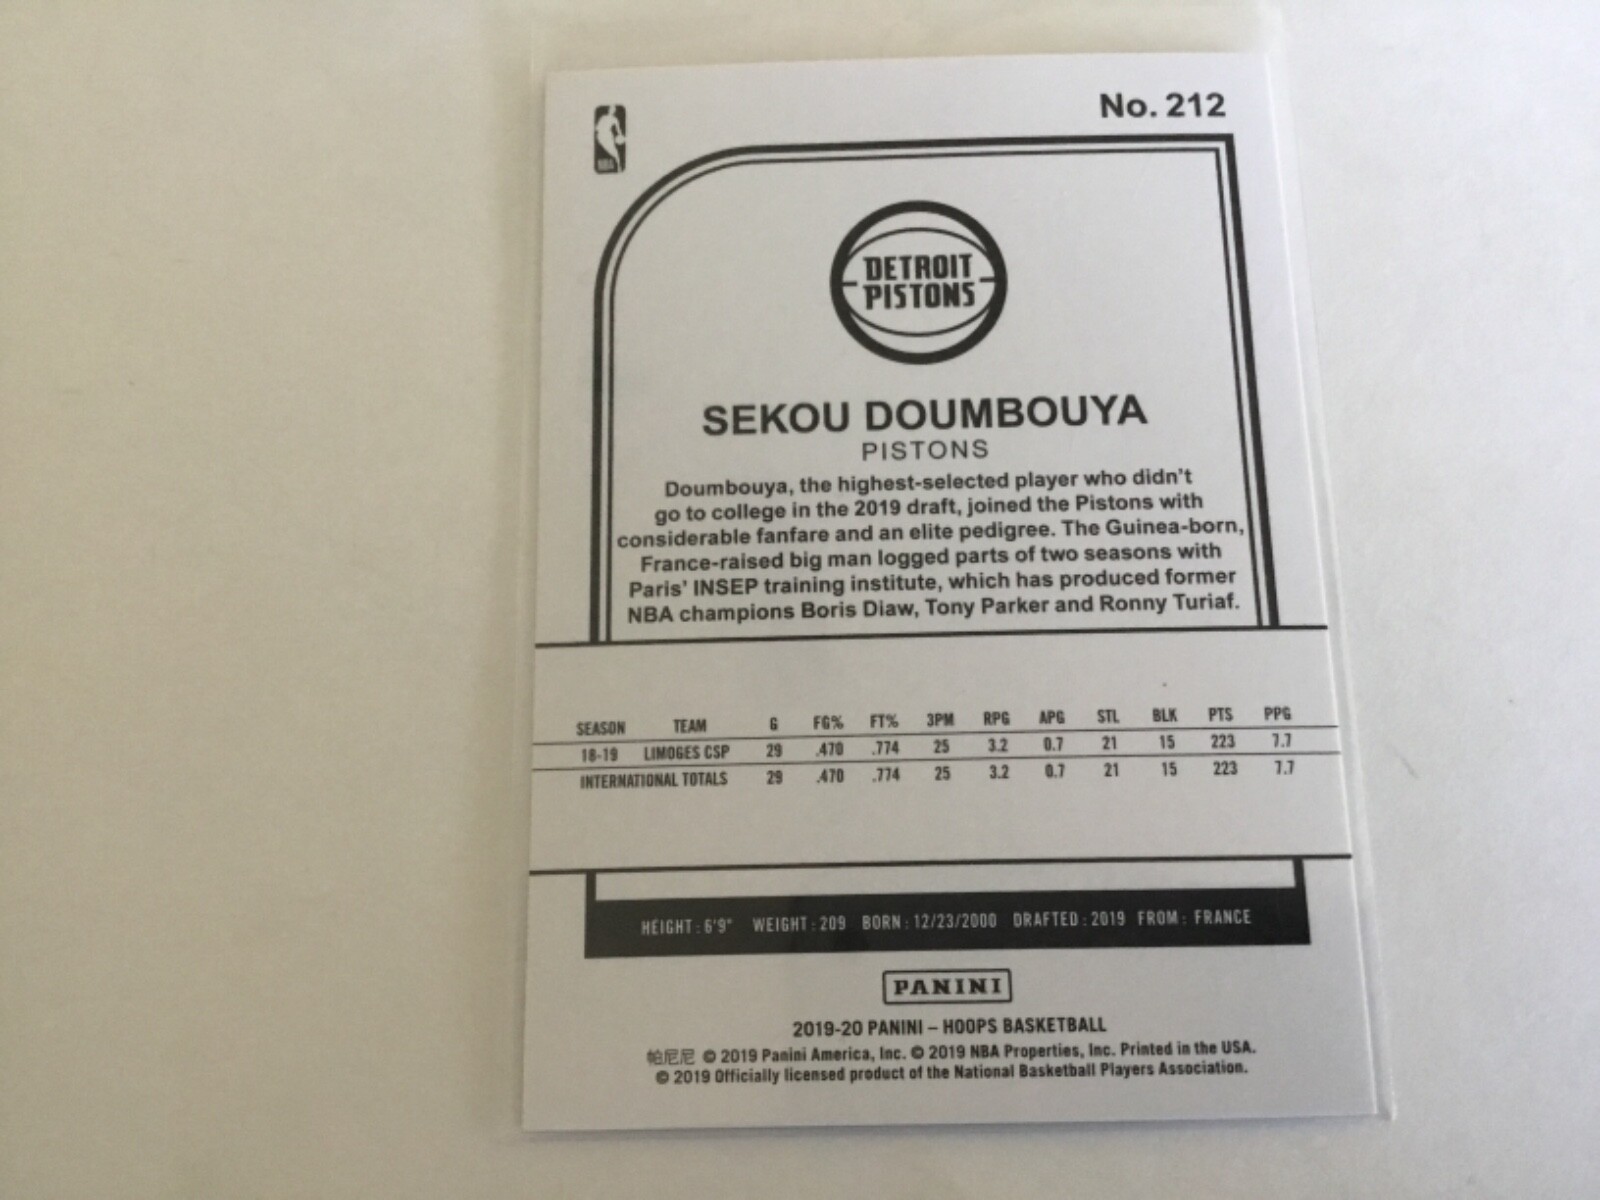 No. 212
NBA
DETROIT
PISTONS
SEKOU DOUMBOUYA
PISTONS
Doumbouya, the highest-selected player who didn't
go to college in the 2019 draft, joined the Pistons with
considerable fanfare and an elite pedigree. The Guinea-born,
France-raised big man logged parts of two seasons with
Paris' INSEP training institute, which has produced former
NBA champions Boris Diaw, Tony Parker and Ronny Turiaf.
SEASON TEAM G FG% FT% 3PM RPG APG STL BLK PTS PPG
18-19 LIMOGES CSP 29 .470 .774 25 3.2 0.7 21 15 223 7.7
INTERNATIONAL TOTALS 29 .470 .774 25 3.2 0.7 21 15 223 7.7
HEIGHT: 6'9" WEIGHT: 209 BORN: 12/23/2000 DRAFTED: 2019 FROM: FRANCE
PANINI
2019-20 PANINI – HOOPS BASKETBALL
帕尼尼 © 2019 Panini America, Inc. © 2019 NBA Properties, Inc. Printed in the USA.
© 2019 Officially licensed product of the National Basketball Players Association.